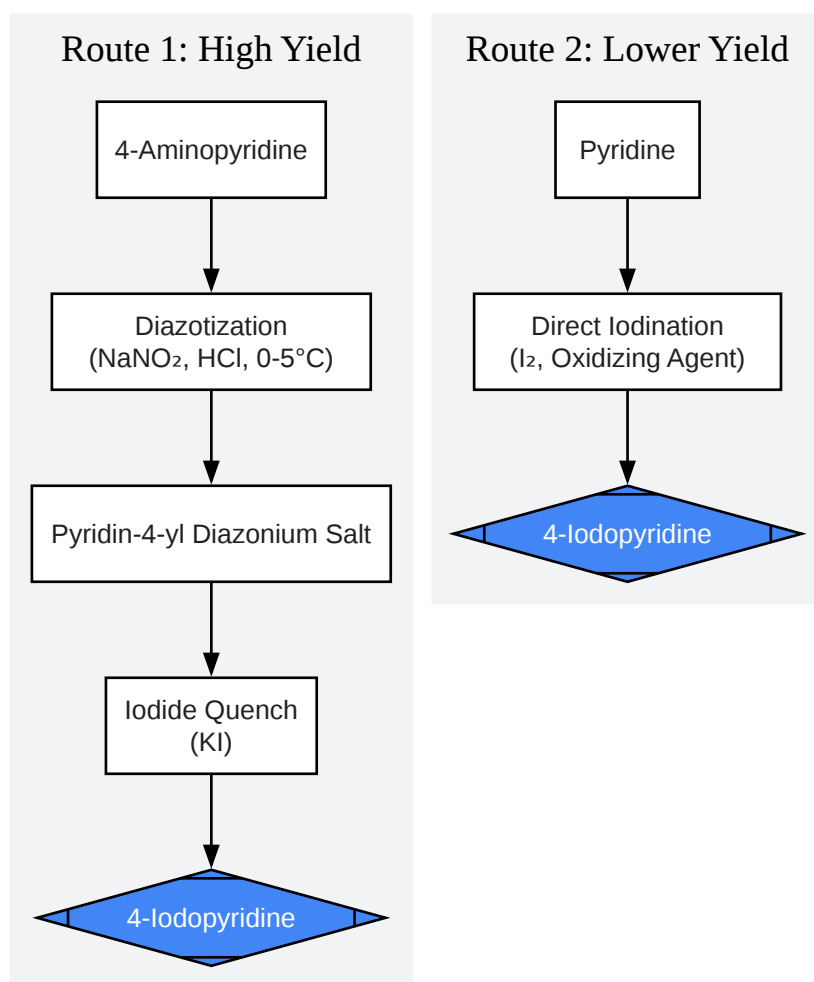 Route 1: High Yield
4-Aminopyridine
Diazotization
(NaNO₂, HCl, 0-5°C)
Pyridin-4-yl Diazonium Salt
Iodide Quench
(KI)
4-Iodopyridine
Route 2: Lower Yield
Pyridine
Direct Iodination
(I₂, Oxidizing Agent)
4-Iodopyridine